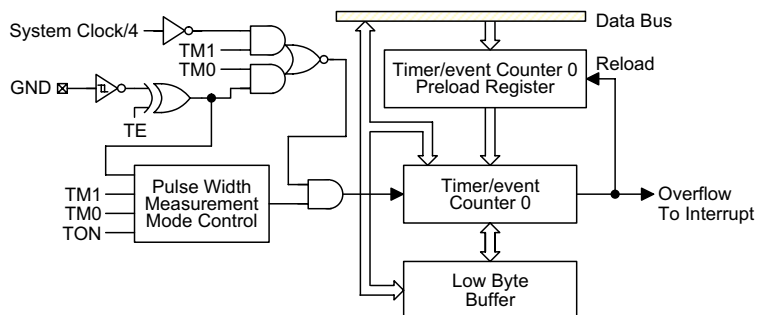 Data Bus
System Clock/4
TM1
TM0
GND
TE
Timer/event Counter 0
Preload Register
Reload
TM1
TM0
TON
Pulse Width
Measurement
Mode Control
Timer/event
Counter 0
Overflow
To Interrupt
Low Byte
Buffer